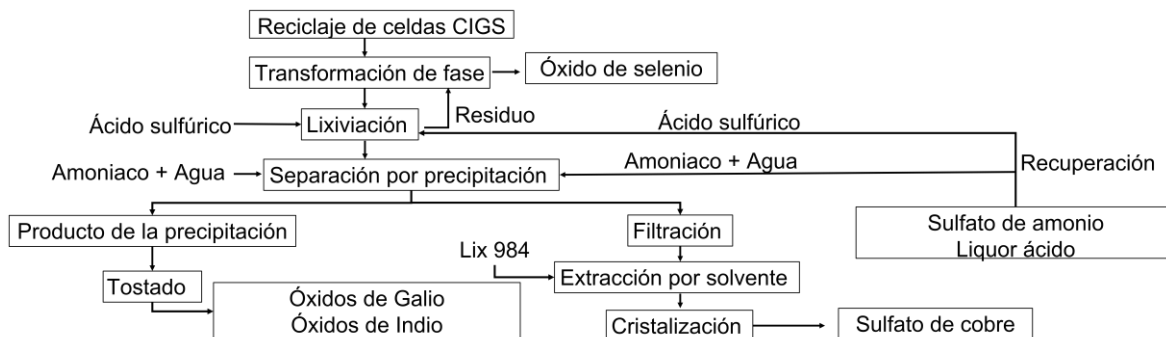 Reciclaje de celdas CIGS
Transformación de fase
Óxido de selenio
Residuo
Ácido sulfúrico
Lixiviación
Ácido sulfúrico
Amoniaco + Agua
Separación por precipitación
Amoniaco + Agua
Recuperación
Producto de la precipitación
Filtración
Sulfato de amonio
Liquor ácido
Lix 984
Tostado
Extracción por solvente
Óxidos de Galio
Óxidos de Indio
Cristalización
Sulfato de cobre